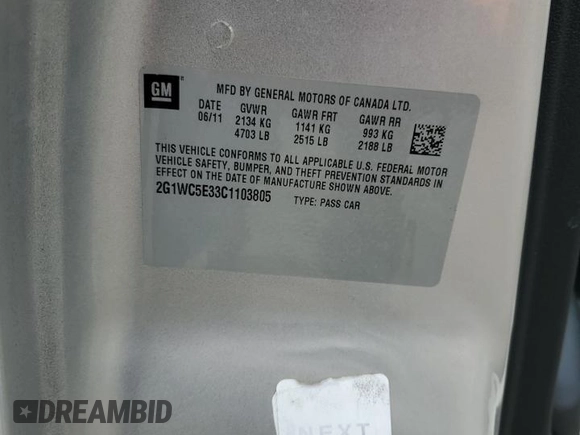 GM ®
MFD BY GENERAL MOTORS OF CANADA LTD.
DATE GVWR GAWR FRT GAWR RR
06/11 2134 KG 1141 KG 993 KG
4703 LB 2515 LB 2188 LB
THIS VEHICLE CONFORMS TO ALL APPLICABLE U.S. FEDERAL MOTOR
VEHICLE SAFETY, BUMPER, AND THEFT PREVENTION STANDARDS IN
EFFECT ON THE DATE OF MANUFACTURE SHOWN ABOVE.
2G1WC5E33C1103805 TYPE: PASS CAR
NEXT
DREAMBID